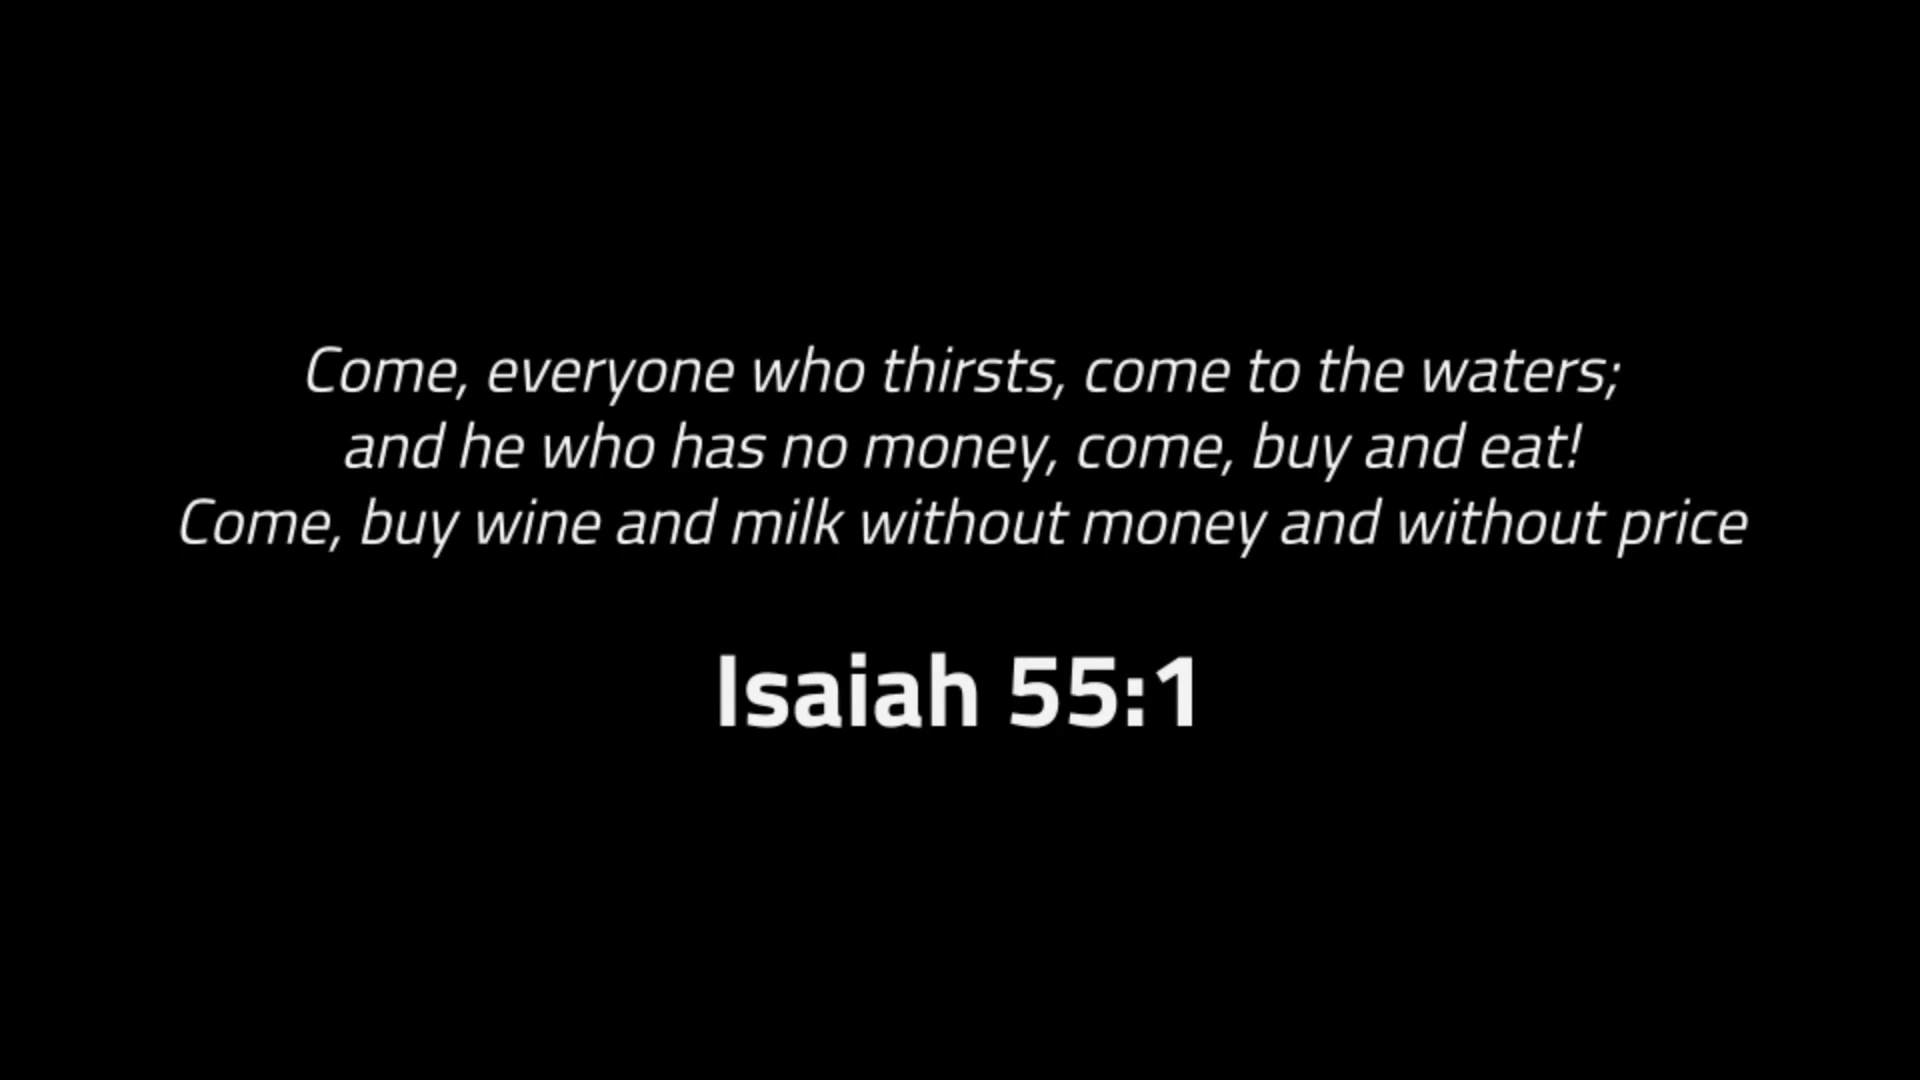 Come, everyone who thirsts, come to the waters;
and he who has no money, come, buy and eat!
Come, buy wine and milk without money and without price
Isaiah 55:1